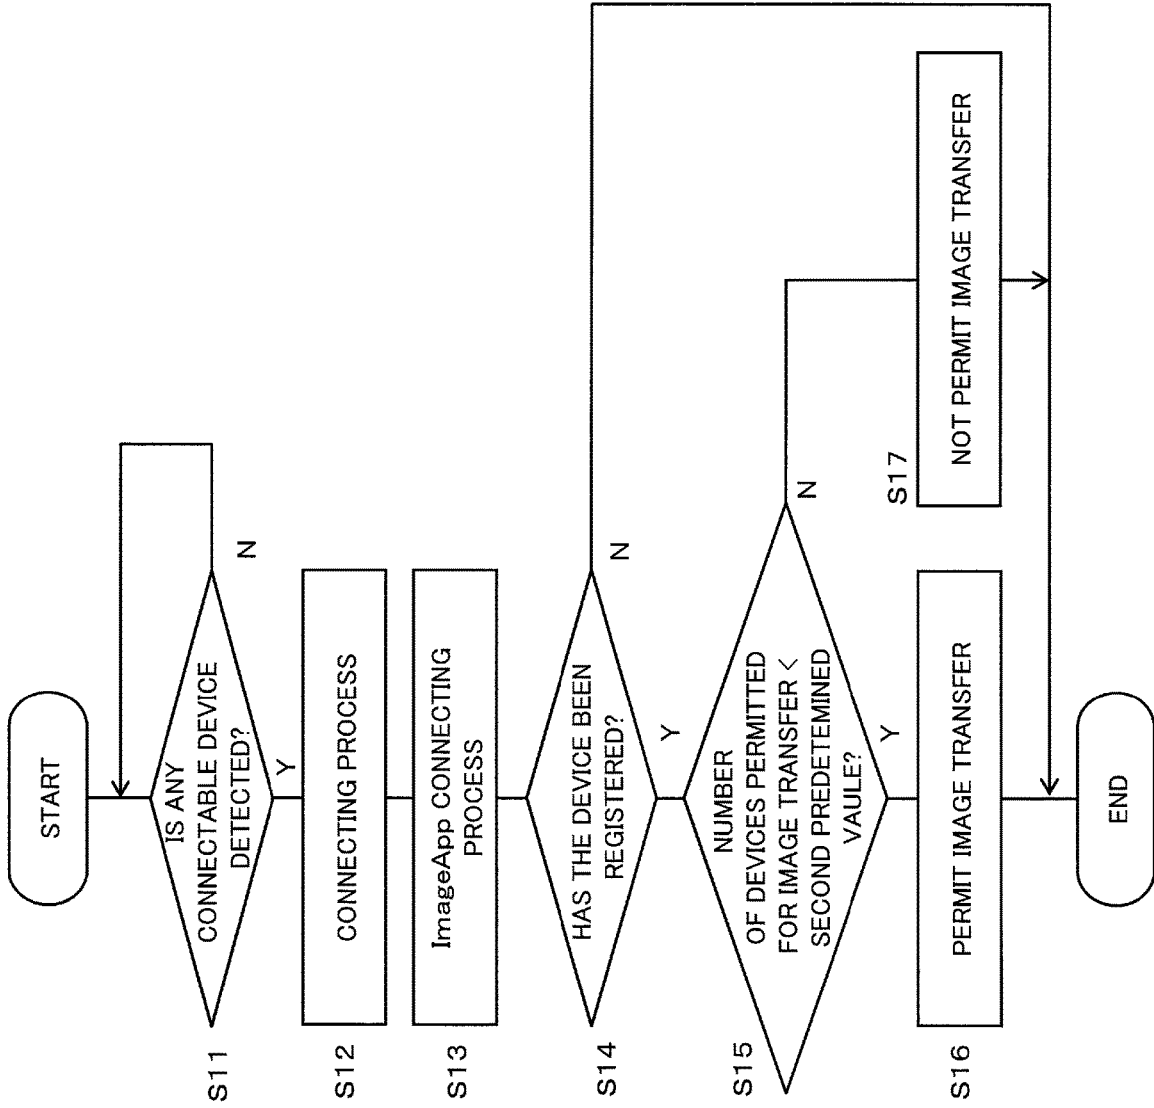 START
S11
IS ANY
CONNECTABLE DEVICE
DETECTED?
N
Y
S12
CONNECTING PROCESS
S13
ImageApp CONNECTING
PROCESS
S14
HAS THE DEVICE BEEN
REGISTERED?
N
Y
S15
NUMBER
OF DEVICES PERMITTED
FOR IMAGE TRANSFER <
SECOND PREDETEMINED
VAULE?
N
Y
S16
PERMIT IMAGE TRANSFER
S17
NOT PERMIT IMAGE TRANSFER
END